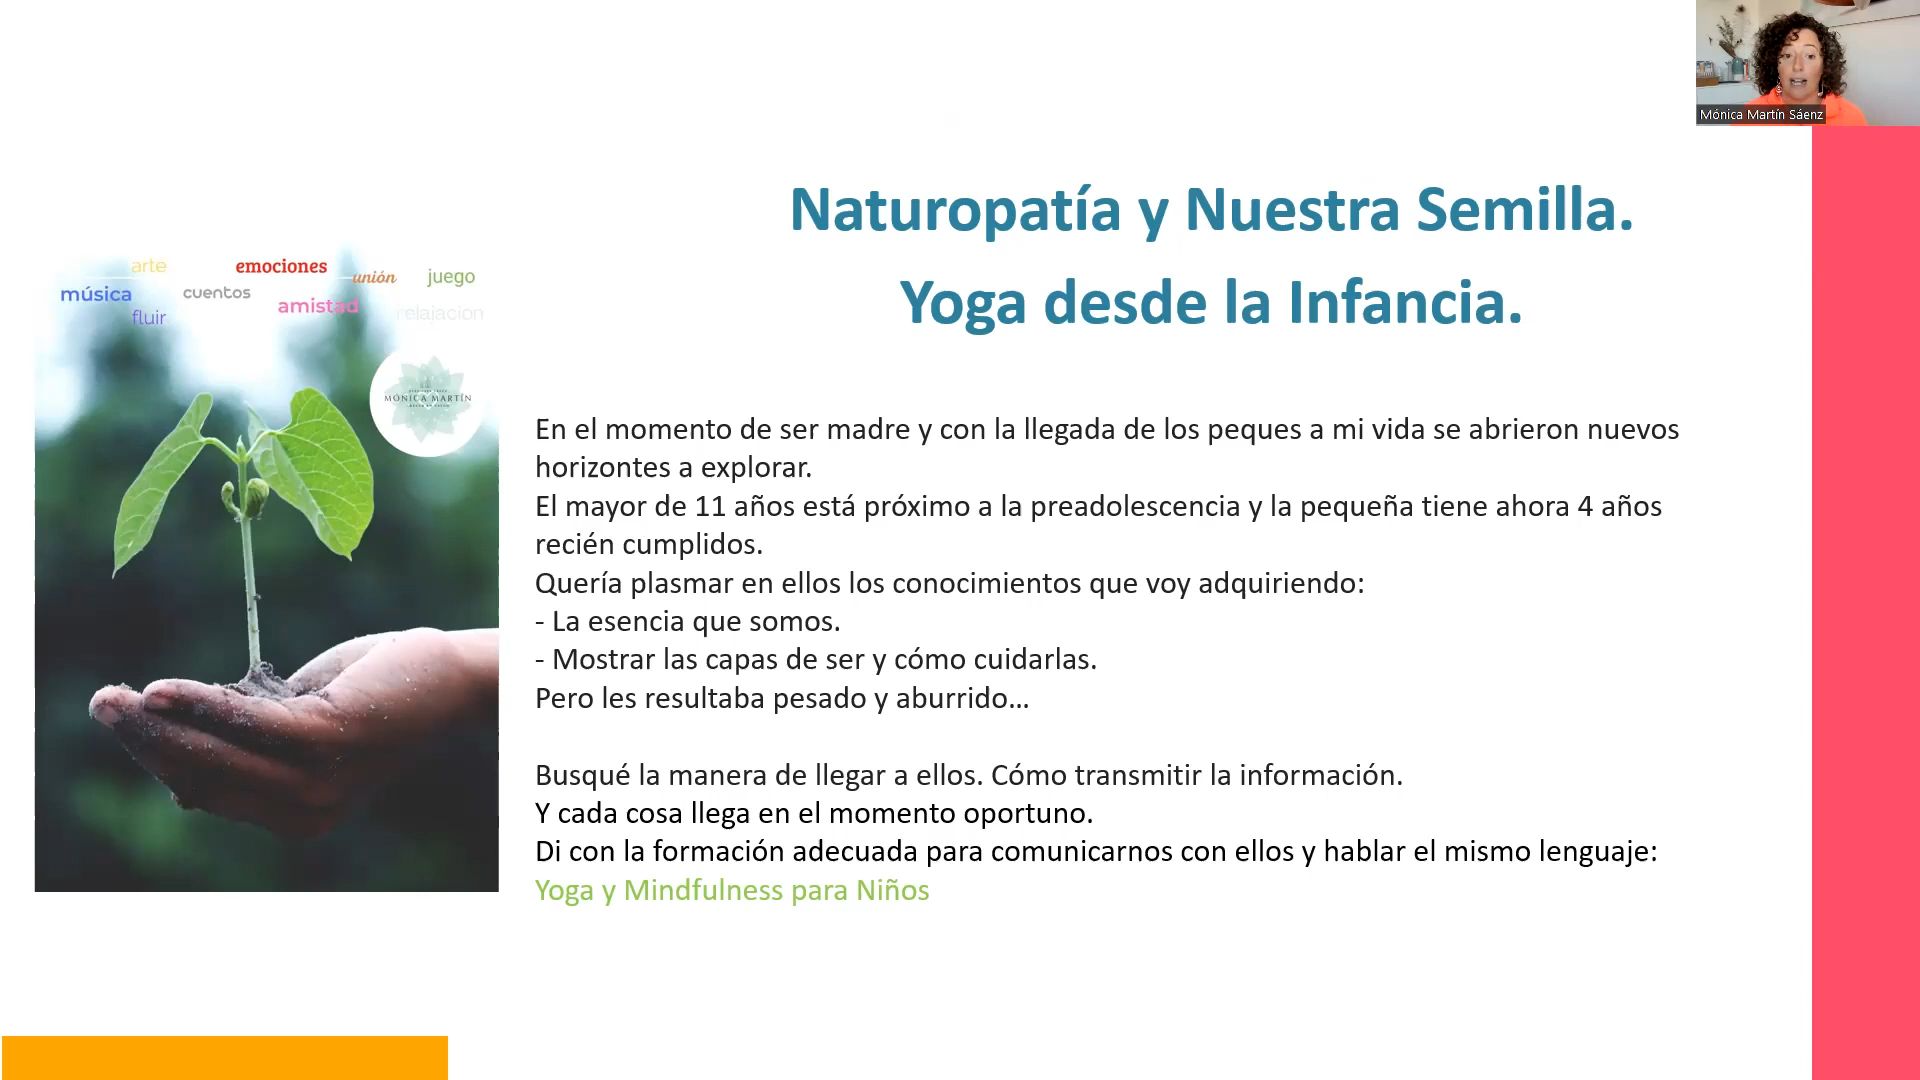 Mónica Martín Sáenz
Naturopatía y Nuestra Semilla.
Yoga desde la Infancia.
arte
emociones
unión
juego
música
cuentos
amistad
relajacion
fluir
MÓNICA MARTÍN
En el momento de ser madre y con la llegada de los peques a mi vida se abrieron nuevos
horizontes a explorar.
El mayor de 11 años está próximo a la preadolescencia y la pequeña tiene ahora 4 años
recién cumplidos.
Quería plasmar en ellos los conocimientos que voy adquiriendo:
- La esencia que somos.
- Mostrar las capas de ser y cómo cuidarlas.
Pero les resultaba pesado y aburrido...
Busqué la manera de llegar a ellos. Cómo transmitir la información.
Y cada cosa llega en el momento oportuno.
Di con la formación adecuada para comunicarnos con ellos y hablar el mismo lenguaje:
Yoga y Mindfulness para Niños